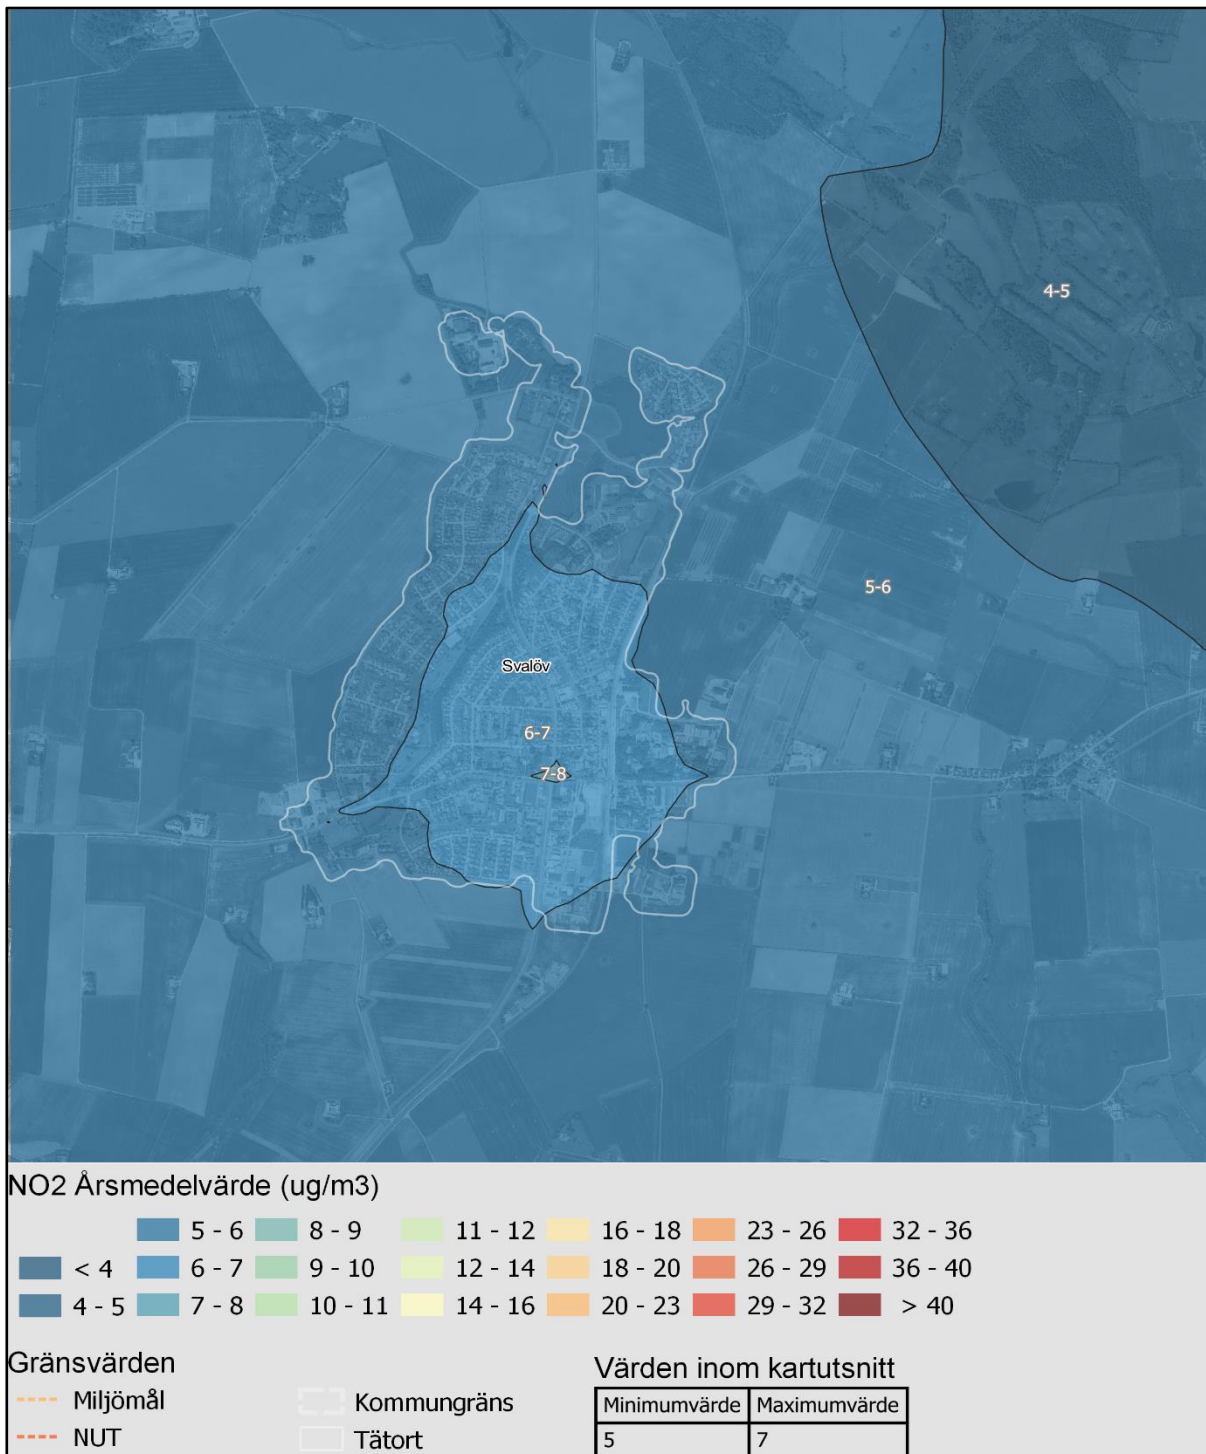 4-5
5-6
Svalöv
6-7
7-8
NO2 Årsmedelvärde (ug/m3)
5 - 6 8 - 9 11 - 12 16 - 18 23 - 26 32 - 36
< 4 6 - 7 9 - 10 12 - 14 18 - 20 26 - 29 36 - 40
4 - 5 7 - 8 10 - 11 14 - 16 20 - 23 29 - 32 > 40
Gränsvärden
Miljömål
NUT
Kommungräns
Tätort
Värden inom kartutsnitt
Minimumvärde Maximumvärde
5 7